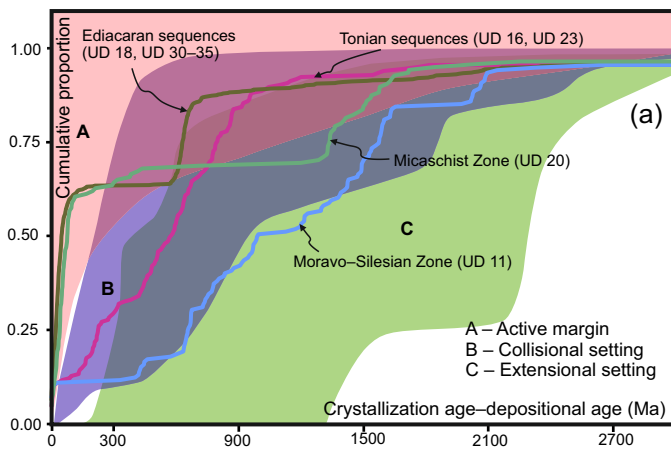 Ediacaran sequences
(UD 18, UD 30–35)
Tonian sequences (UD 16, UD 23)
1.00
Cumulative proportion
(a)
A
0.75
Micaschist Zone (UD 20)
0.50
C
Moravo–Silesian Zone (UD 11)
B
0.25
A – Active margin
B – Collisional setting
C – Extensional setting
Crystallization age–depositional age (Ma)
0.00
0
300
900
1500
2100
2700